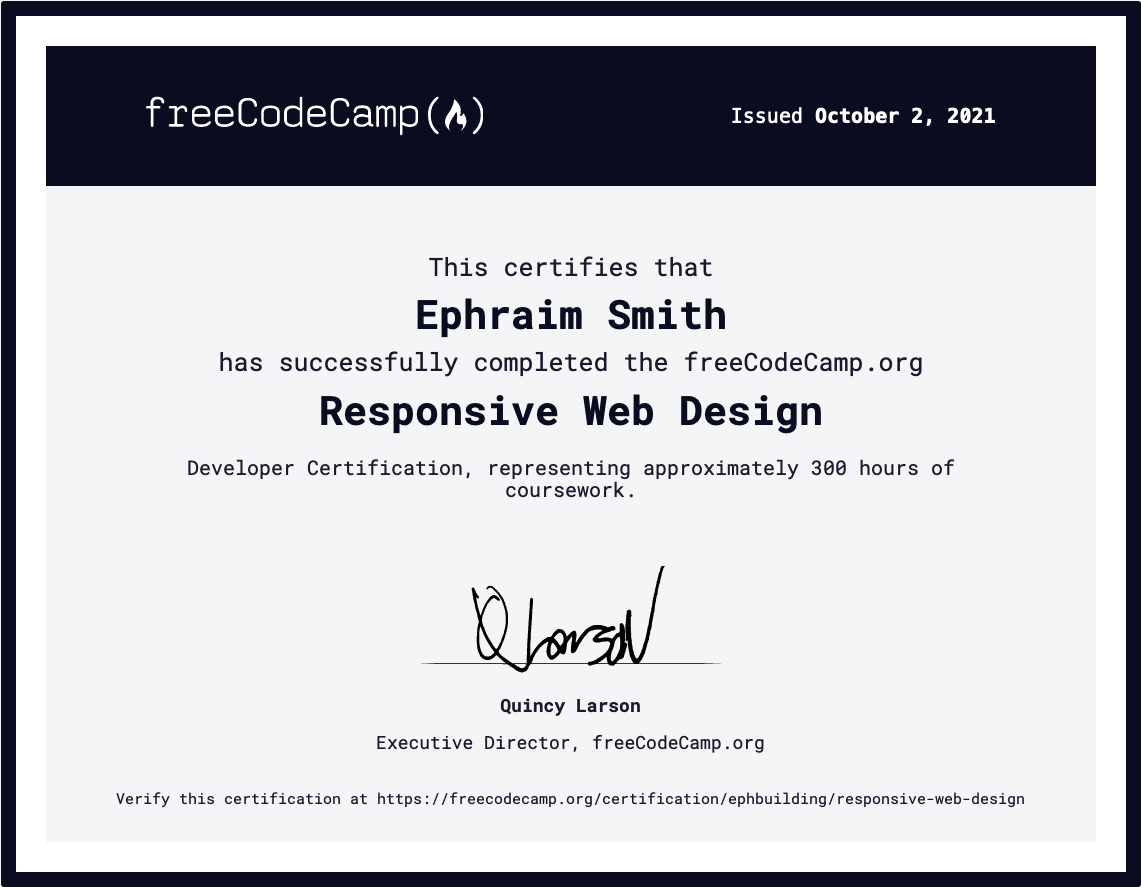 freeCodeCamp(🔥)
Issued October 2, 2021
This certifies that
Ephraim Smith
has successfully completed the freeCodeCamp.org
Responsive Web Design
Developer Certification, representing approximately 300 hours of
coursework.
Q Larson
Quincy Larson
Executive Director, freeCodeCamp.org
Verify this certification at https://freecodecamp.org/certification/ephbuilding/responsive-web-design